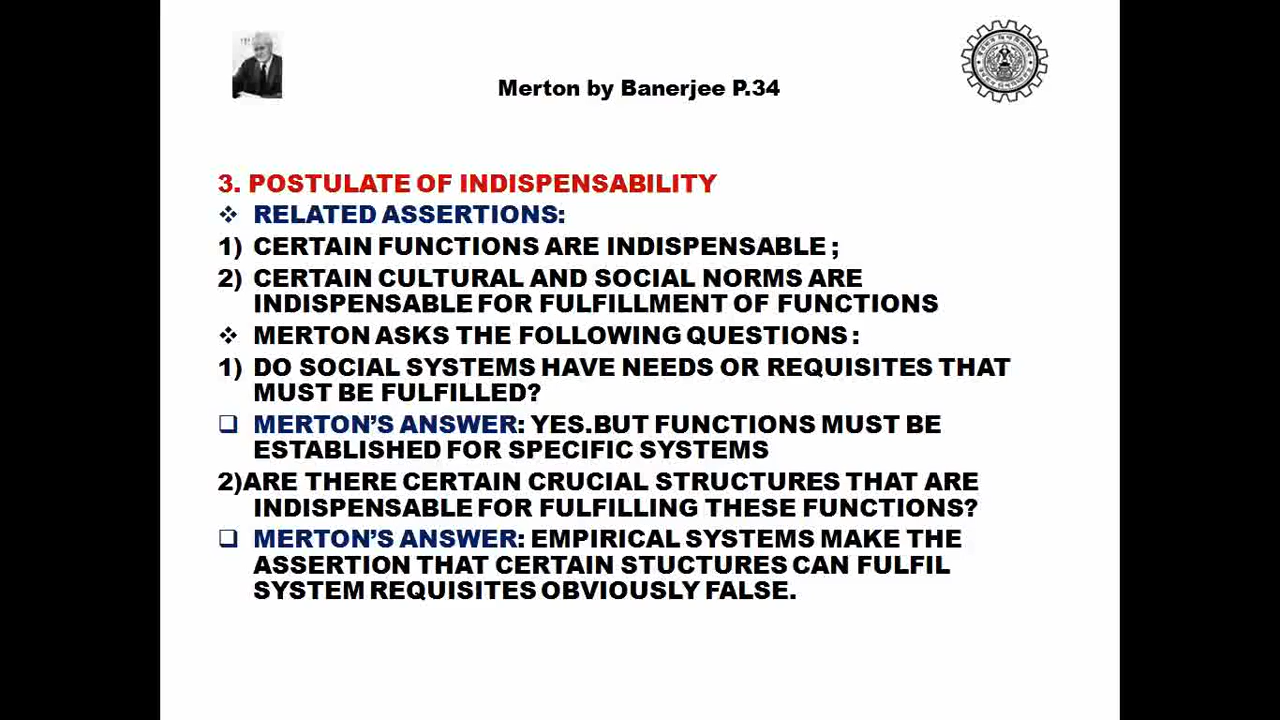 Merton by Banerjee P.34
3. POSTULATE OF INDISPENSABILITY
❖ RELATED ASSERTIONS:
1) CERTAIN FUNCTIONS ARE INDISPENSABLE ;
2) CERTAIN CULTURAL AND SOCIAL NORMS ARE
INDISPENSABLE FOR FULFILLMENT OF FUNCTIONS
❖ MERTON ASKS THE FOLLOWING QUESTIONS :
1) DO SOCIAL SYSTEMS HAVE NEEDS OR REQUISITES THAT
MUST BE FULFILLED?
❑ MERTON’S ANSWER: YES.BUT FUNCTIONS MUST BE
ESTABLISHED FOR SPECIFIC SYSTEMS
2)ARE THERE CERTAIN CRUCIAL STRUCTURES THAT ARE
INDISPENSABLE FOR FULFILLING THESE FUNCTIONS?
❑ MERTON’S ANSWER: EMPIRICAL SYSTEMS MAKE THE
ASSERTION THAT CERTAIN STUCTURES CAN FULFIL
SYSTEM REQUISITES OBVIOUSLY FALSE.